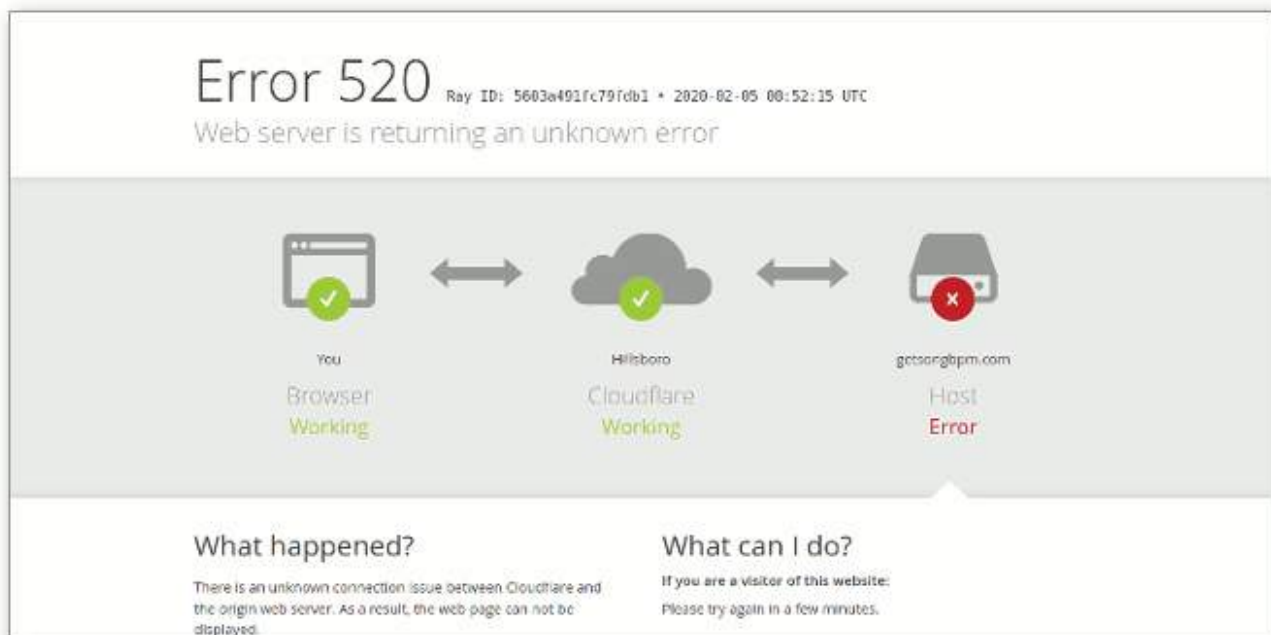 Error 520 Ray ID: 5603a491fc79fdb1 • 2020-02-05 00:52:15 UTC
Web server is returning an unknown error
You
Hillsboro
getsongbpm.com
Browser
Cloudflare
Host
Working
Working
Error
What happened?
There is an unknown connection issue between Cloudflare and
the origin web server. As a result, the web page can not be
displayed.
What can I do?
If you are a visitor of this website:
Please try again in a few minutes.